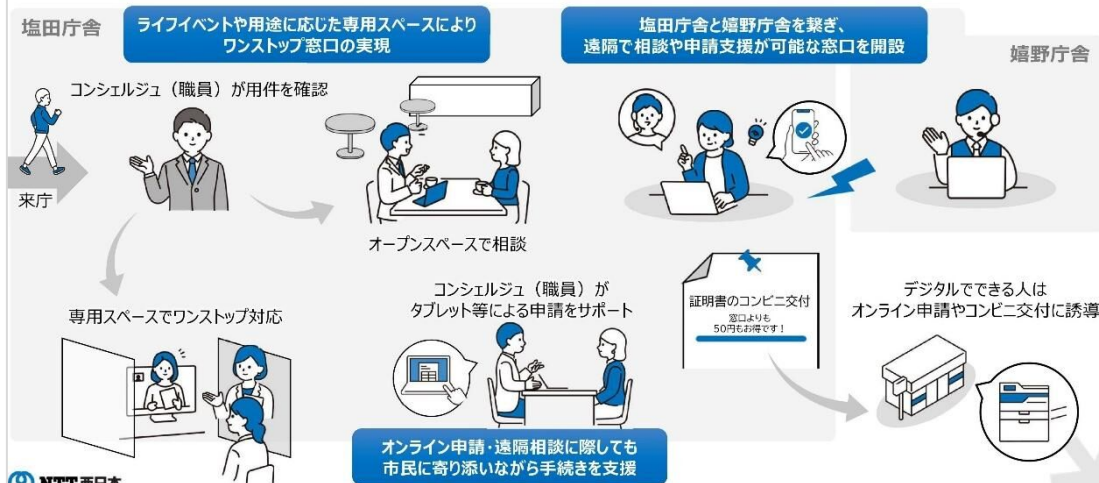 塩田庁舎
ライフイベントや用途に応じた専用スペースにより
ワンストップ窓口の実現
塩田庁舎と嬉野庁舎を繋ぎ、
遠隔で相談や申請支援が可能な窓口を開設
嬉野庁舎
コンシェルジュ（職員）が用件を確認
来庁
オープンスペースで相談
専用スペースでワンストップ対応
コンシェルジュ（職員）が
タブレット等による申請をサポート
証明書のコンビニ交付
窓口よりも
50円もお得です！
デジタルでできる人は
オンライン申請やコンビニ交付に誘導
オンライン申請・遠隔相談に際しても
市民に寄り添いながら手続きを支援
NTT西日本